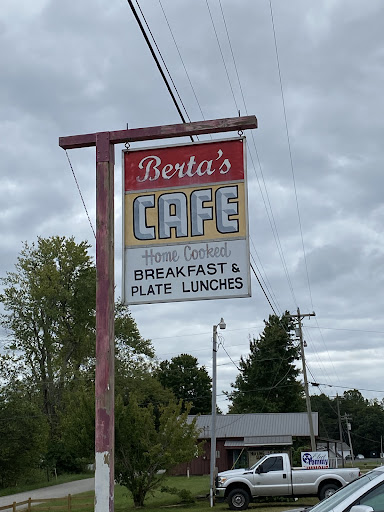 Berta's
CAFE
Home Cooked
BREAKFAST &
PLATE LUNCHES